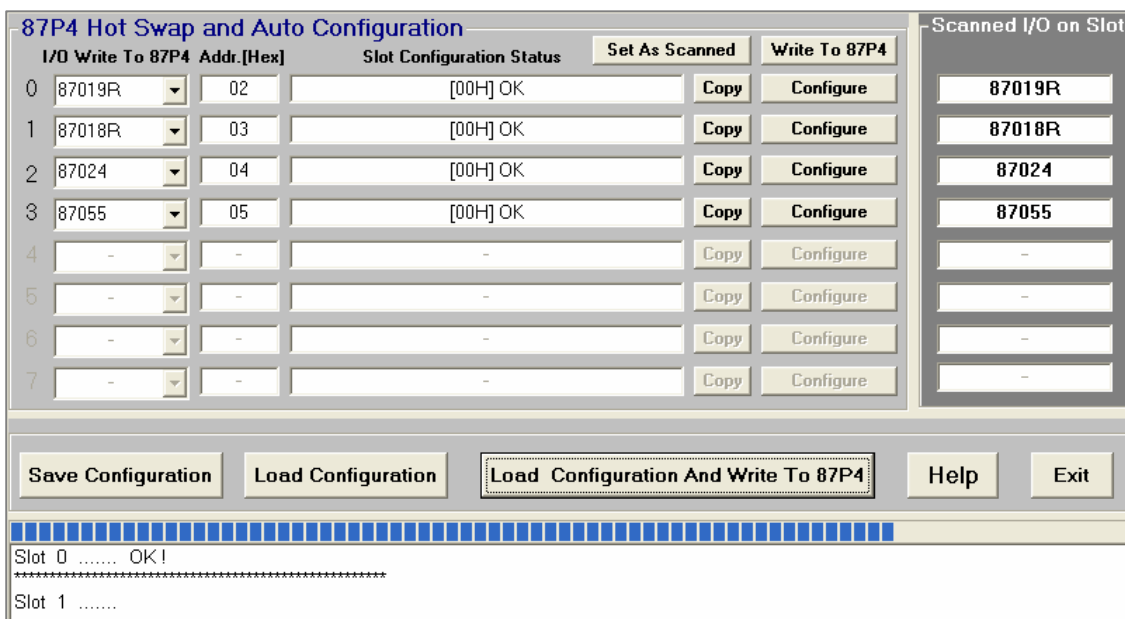 87P4 Hot Swap and Auto Configuration
Scanned I/O on Slot
I/O Write To 87P4 Addr.[Hex] Slot Configuration Status Set As Scanned Write To 87P4
0 87019R 02 [00H] OK Copy Configure 87019R
1 87018R 03 [00H] OK Copy Configure 87018R
2 87024 04 [00H] OK Copy Configure 87024
3 87055 05 [00H] OK Copy Configure 87055
4 - - - Copy Configure -
5 - - - Copy Configure -
6 - - - Copy Configure -
7 - - - Copy Configure -
Save Configuration Load Configuration Load Configuration And Write To 87P4 Help Exit
Slot 0 ....... OK !
******************************************************
Slot 1 .......